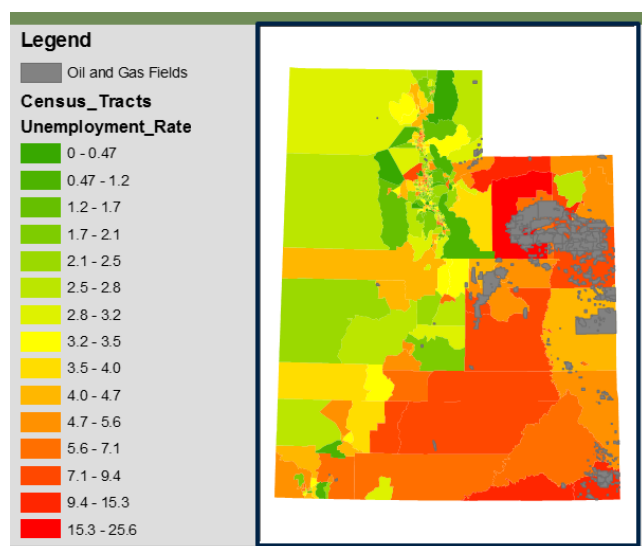 Legend
Oil and Gas Fields
Census_Tracts
Unemployment_Rate
0 - 0.47
0.47 - 1.2
1.2 - 1.7
1.7 - 2.1
2.1 - 2.5
2.5 - 2.8
2.8 - 3.2
3.2 - 3.5
3.5 - 4.0
4.0 - 4.7
4.7 - 5.6
5.6 - 7.1
7.1 - 9.4
9.4 - 15.3
15.3 - 25.6